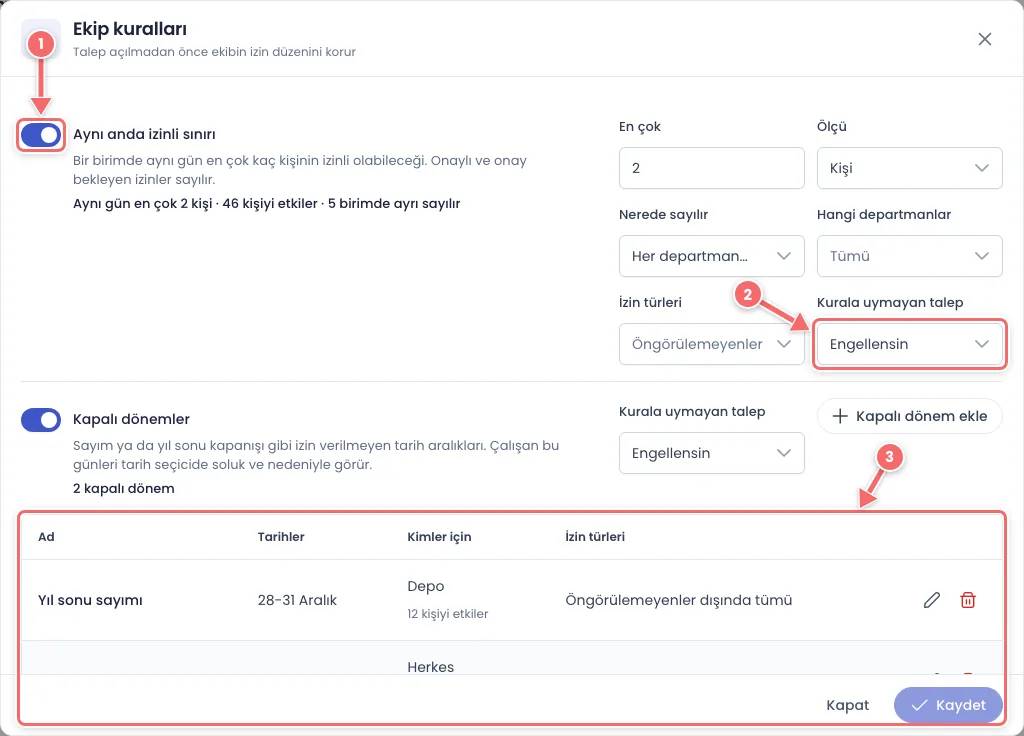 Ekip kuralları
Talep açılmadan önce ekibin izin düzenini korur
1
Aynı anda izinli sınırı
Bir birimde aynı gün en çok kaç kişinin izinli olabileceği. Onaylı ve onay
bekleyen izinler sayılır.
Aynı gün en çok 2 kişi · 46 kişiyi etkiler · 5 birimde ayrı sayılır
En çok
Ölçü
2
Kişi
Nerede sayılır
Hangi departmanlar
Her departman...
Tümü
İzin türleri
2
Kurala uymayan talep
Öngörülemeyenler
Engellensin
Kapalı dönemler
Sayım ya da yıl sonu kapanışı gibi izin verilmeyen tarih aralıkları. Çalışan bu
günleri tarih seçicide soluk ve nedeniyle görür.
2 kapalı dönem
Kurala uymayan talep
Kapalı dönem ekle
Engellensin
3
Ad Tarihler Kimler için İzin türleri
Yıl sonu sayımı 28-31 Aralık Depo Öngörülemeyenler dışında tümü
12 kişiyi etkiler
Herkes
Kapat Kaydet